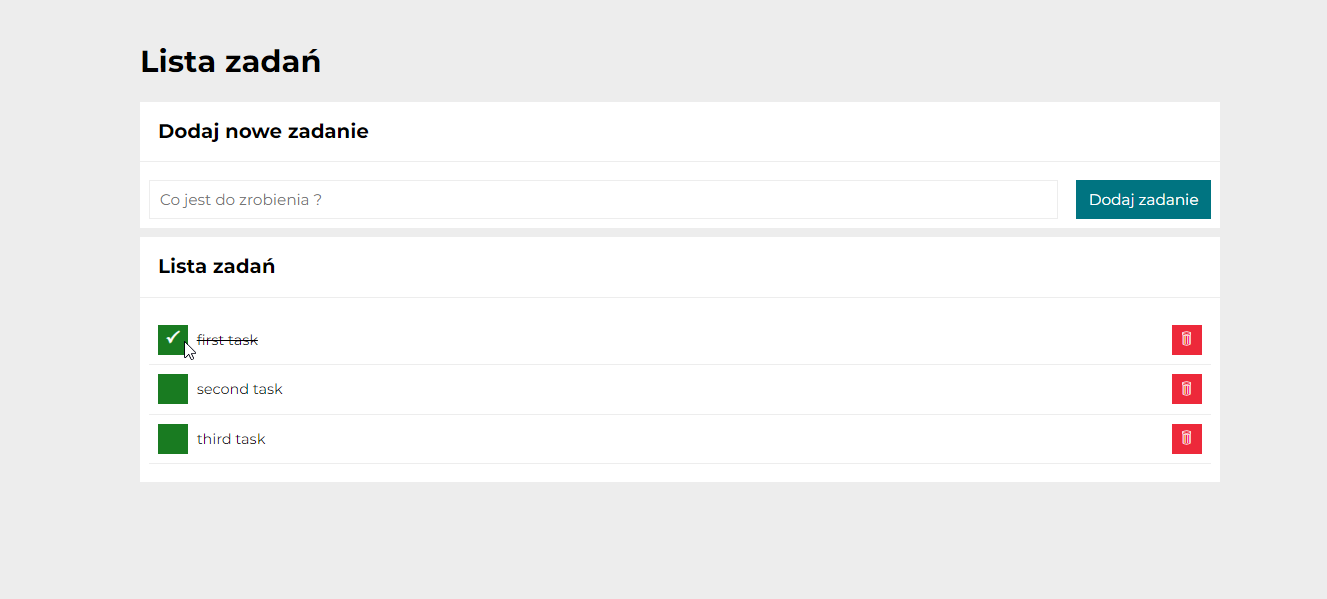 Lista zadań
Dodaj nowe zadanie
Co jest do zrobienia ?
Dodaj zadanie
Lista zadań
first task
second task
third task